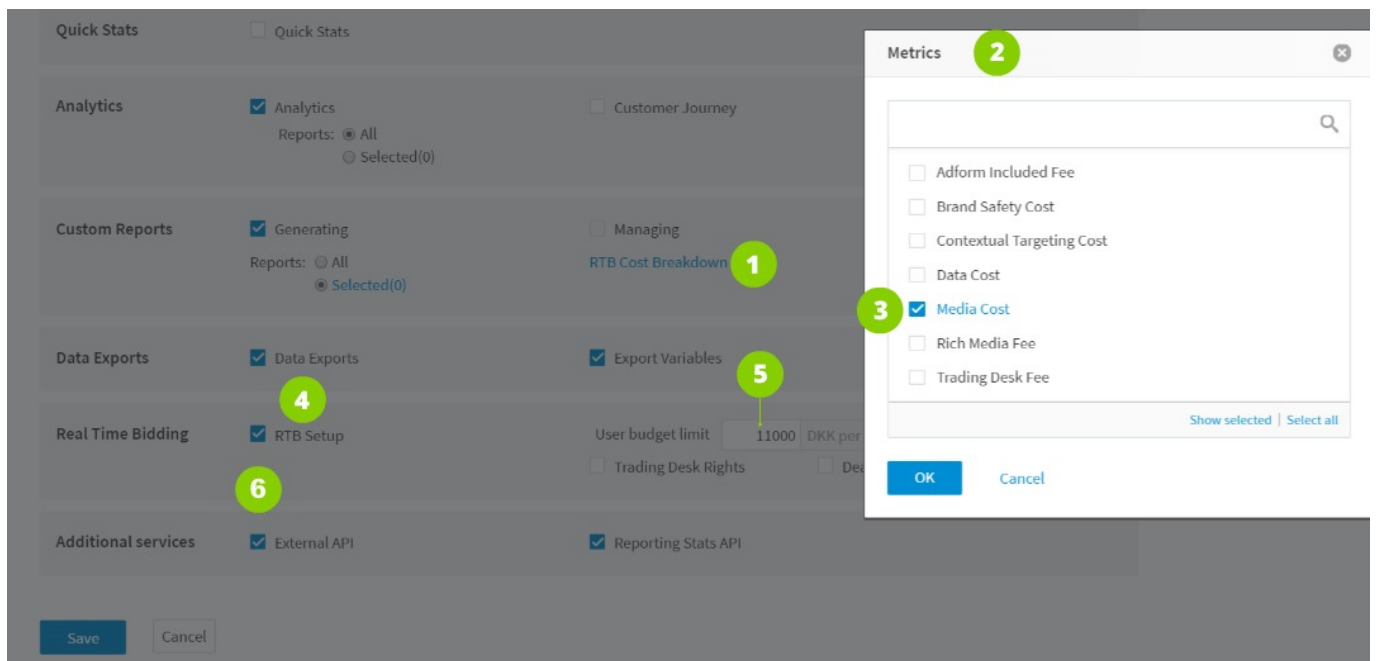 Quick Stats
Quick Stats
Analytics
Analytics
Customer Journey
Reports: All
Selected(0)
Custom Reports
Generating
Managing
Reports: All
RTB Cost Breakdown 1
Selected(0)
Data Exports
Data Exports
Export Variables
5
4
Real Time Bidding
RTB Setup
User budget limit 11000 DKK per
Trading Desk Rights
6
Additional services
External API
Reporting Stats API
Save Cancel
Metrics 2
Adform Included Fee
Brand Safety Cost
Contextual Targeting Cost
Data Cost
3 Media Cost
Rich Media Fee
Trading Desk Fee
Show selected | Select all
OK Cancel